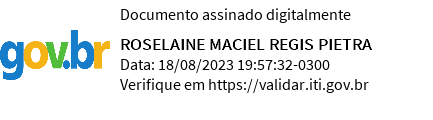 gov.br
Documento assinado digitalmente
ROSELAINE MACIEL REGIS PIETRA
Data: 18/08/2023 19:57:32-0300
Verifique em https://validar.iti.gov.br